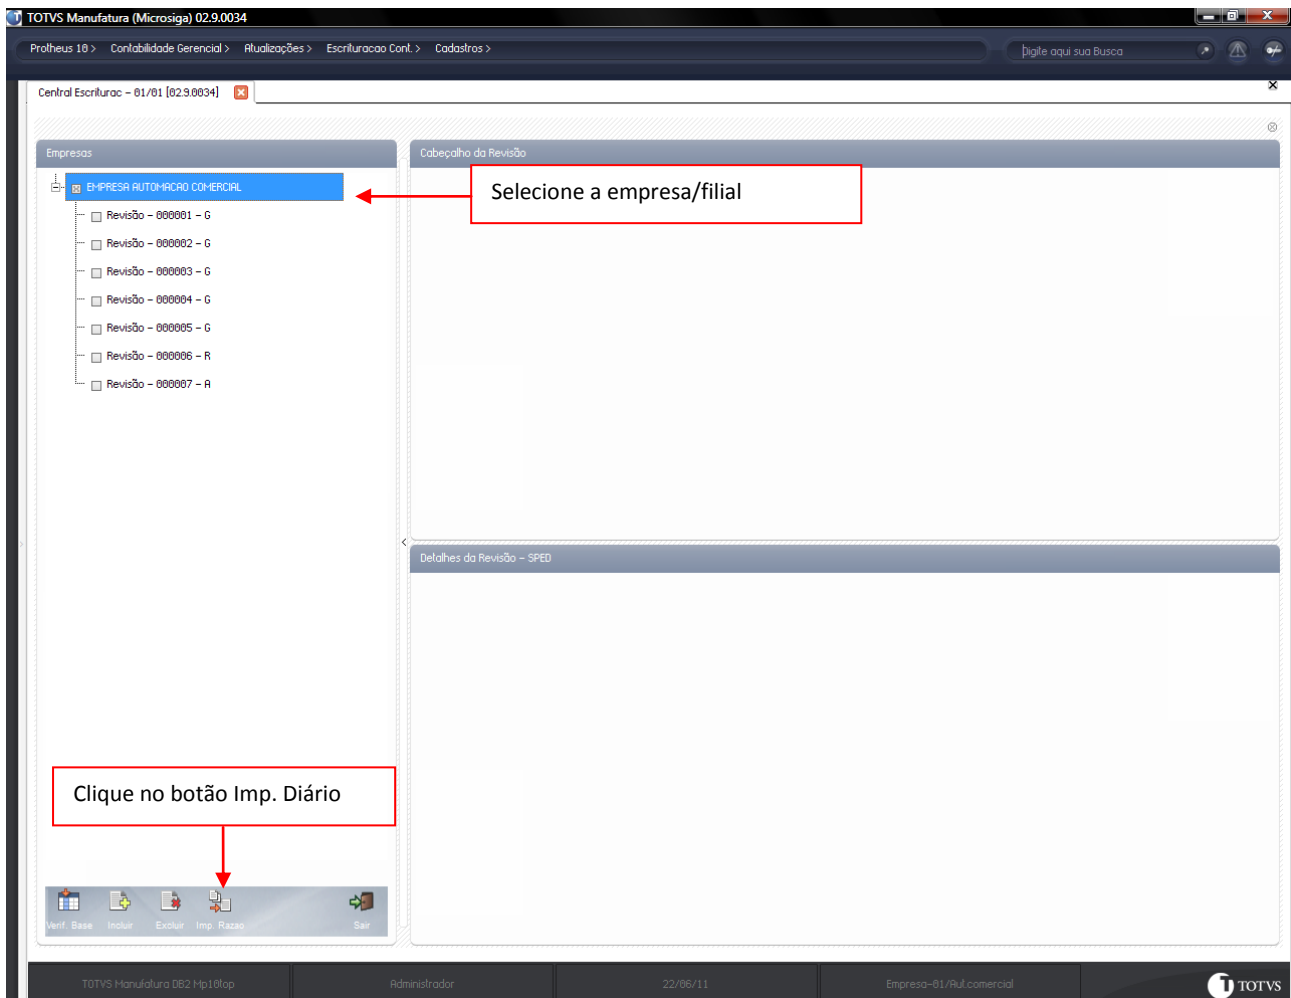 TOTVS Manufatura (Microsiga) 02.9.0034
Protheus 10 > Contabilidade Gerencial > Atualizações > Escrituracao Cont. > Cadastros >
Digite aqui sua Busca
Central Escriturac - 01/01 [02.9.0034]
Empresas
Cabeçalho da Revisão
EMPRESA AUTOMACAO COMERCIAL
Selecione a empresa/filial
Revisão - 000001 - G
Revisão - 000002 - G
Revisão - 000003 - G
Revisão - 000004 - G
Revisão - 000005 - G
Revisão - 000006 - R
Revisão - 000007 - A
Detalhes da Revisão - SPED
Clique no botão Imp. Diário
Verif. Base Incluir Excluir Imp. Razao Sair
TOTVS Manufatura DB2 Mp10top Administrador 22/06/11 Empresa-01/Aut.comercial
TOTVS